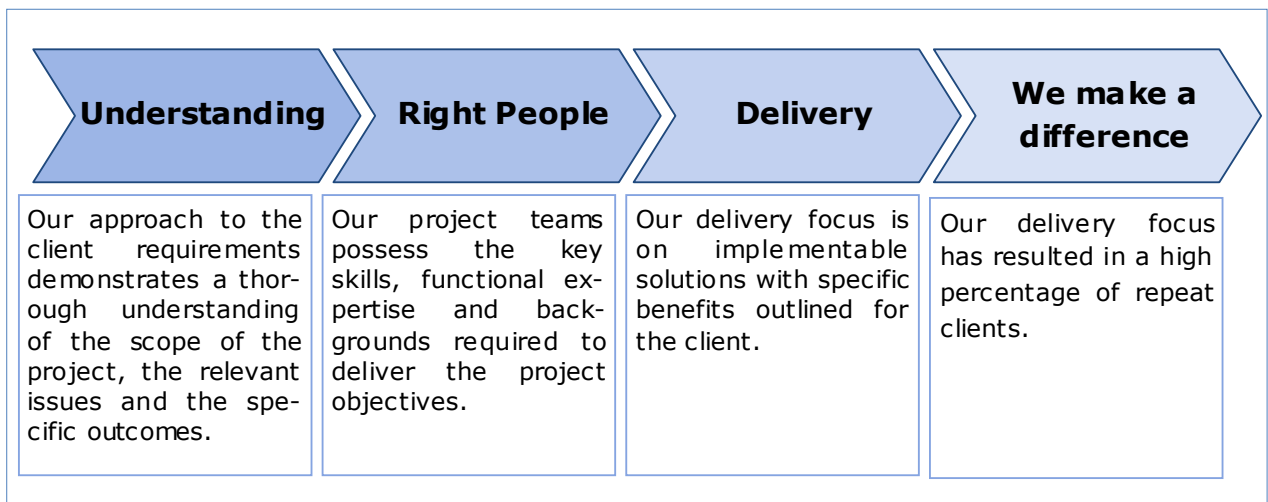 Understanding
Right People
Delivery
We make a
difference
Our approach to the
client requirements
demonstrates a thor-
ough understanding
of the scope of the
project, the relevant
issues and the spe-
cific outcomes.
Our project teams
possess the key
skills, functional ex-
pertise and back-
grounds required to
deliver the project
objectives.
Our delivery focus is
on implementable
solutions with specific
benefits outlined for
the client.
Our delivery focus
has resulted in a high
percentage of repeat
clients.